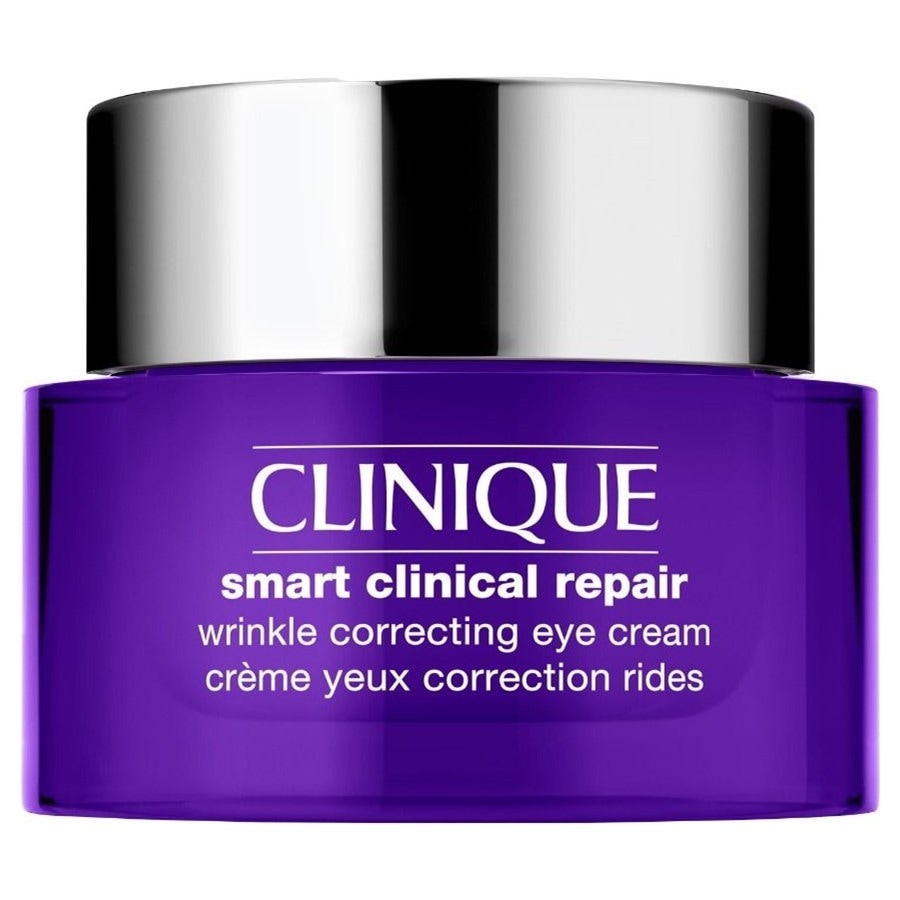 CLINIQUE
smart clinical repair
wrinkle correcting eye cream
crème yeux correction rides